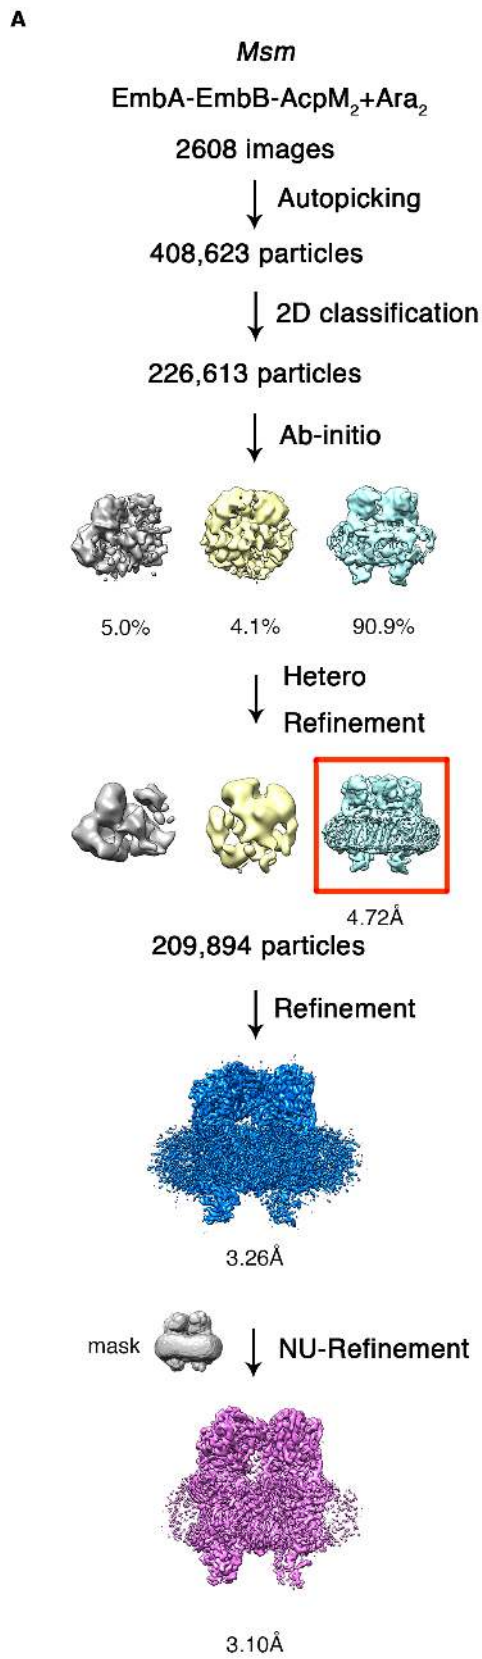 A
Msm
EmbA-EmbB-AcpM₂+Ara₂
2608 images
Autopicking
408,623 particles
2D classification
226,613 particles
Ab-initio
5.0% 4.1% 90.9%
Hetero
Refinement
4.72Å
209,894 particles
Refinement
3.26Å
mask NU-Refinement
3.10Å